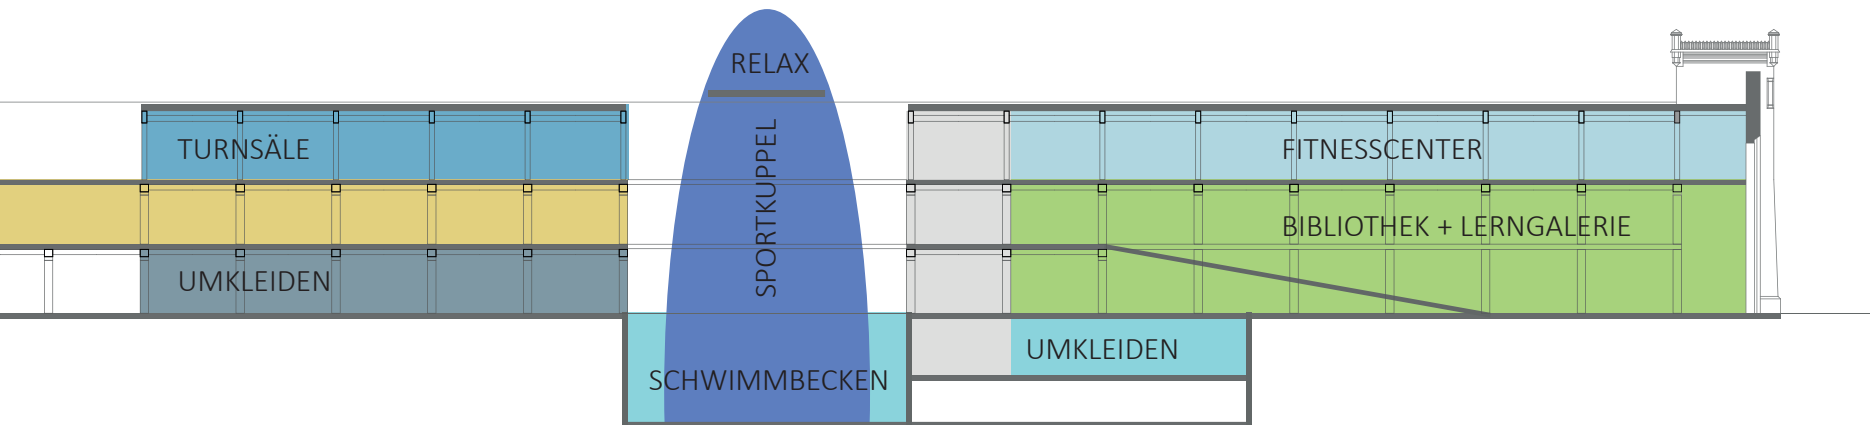 RELAX
TURNSÄLE
SPORTKUPPEL
FITNESSCENTER
BIBLIOTHEK + LERNGALERIE
UMKLEIDEN
SCHWIMMBECKEN
UMKLEIDEN